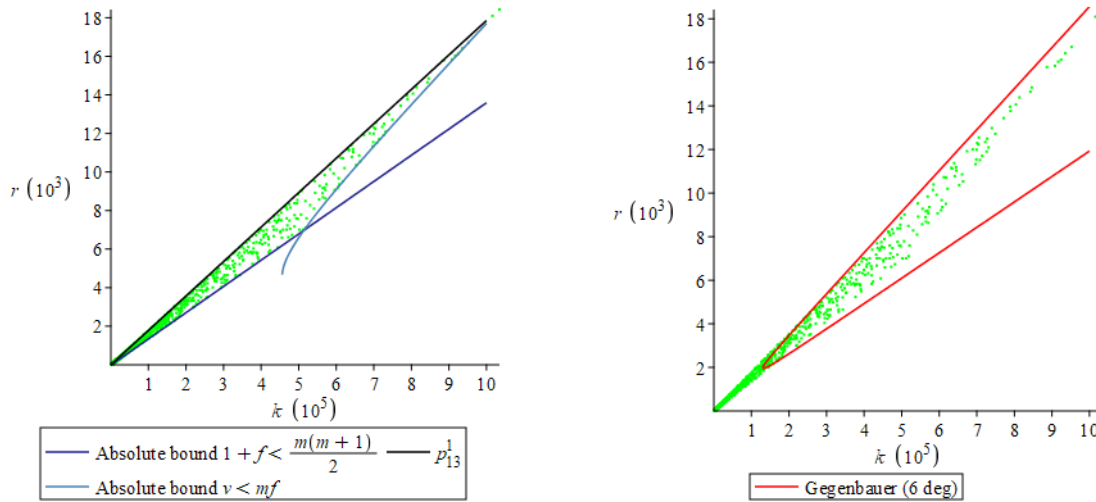 18
16
14
12
r (10³)
10
8
6
4
2
1 2 3 4 5 6 7 8 9 10
k (10⁵)
Absolute bound 1 + f < m(m + 1)/2
p¹₁₃
Absolute bound v < mf
18
16
14
12
r (10³)
10
8
6
4
2
1 2 3 4 5 6 7 8 9 10
k (10⁵)
Gegenbauer (6 deg)